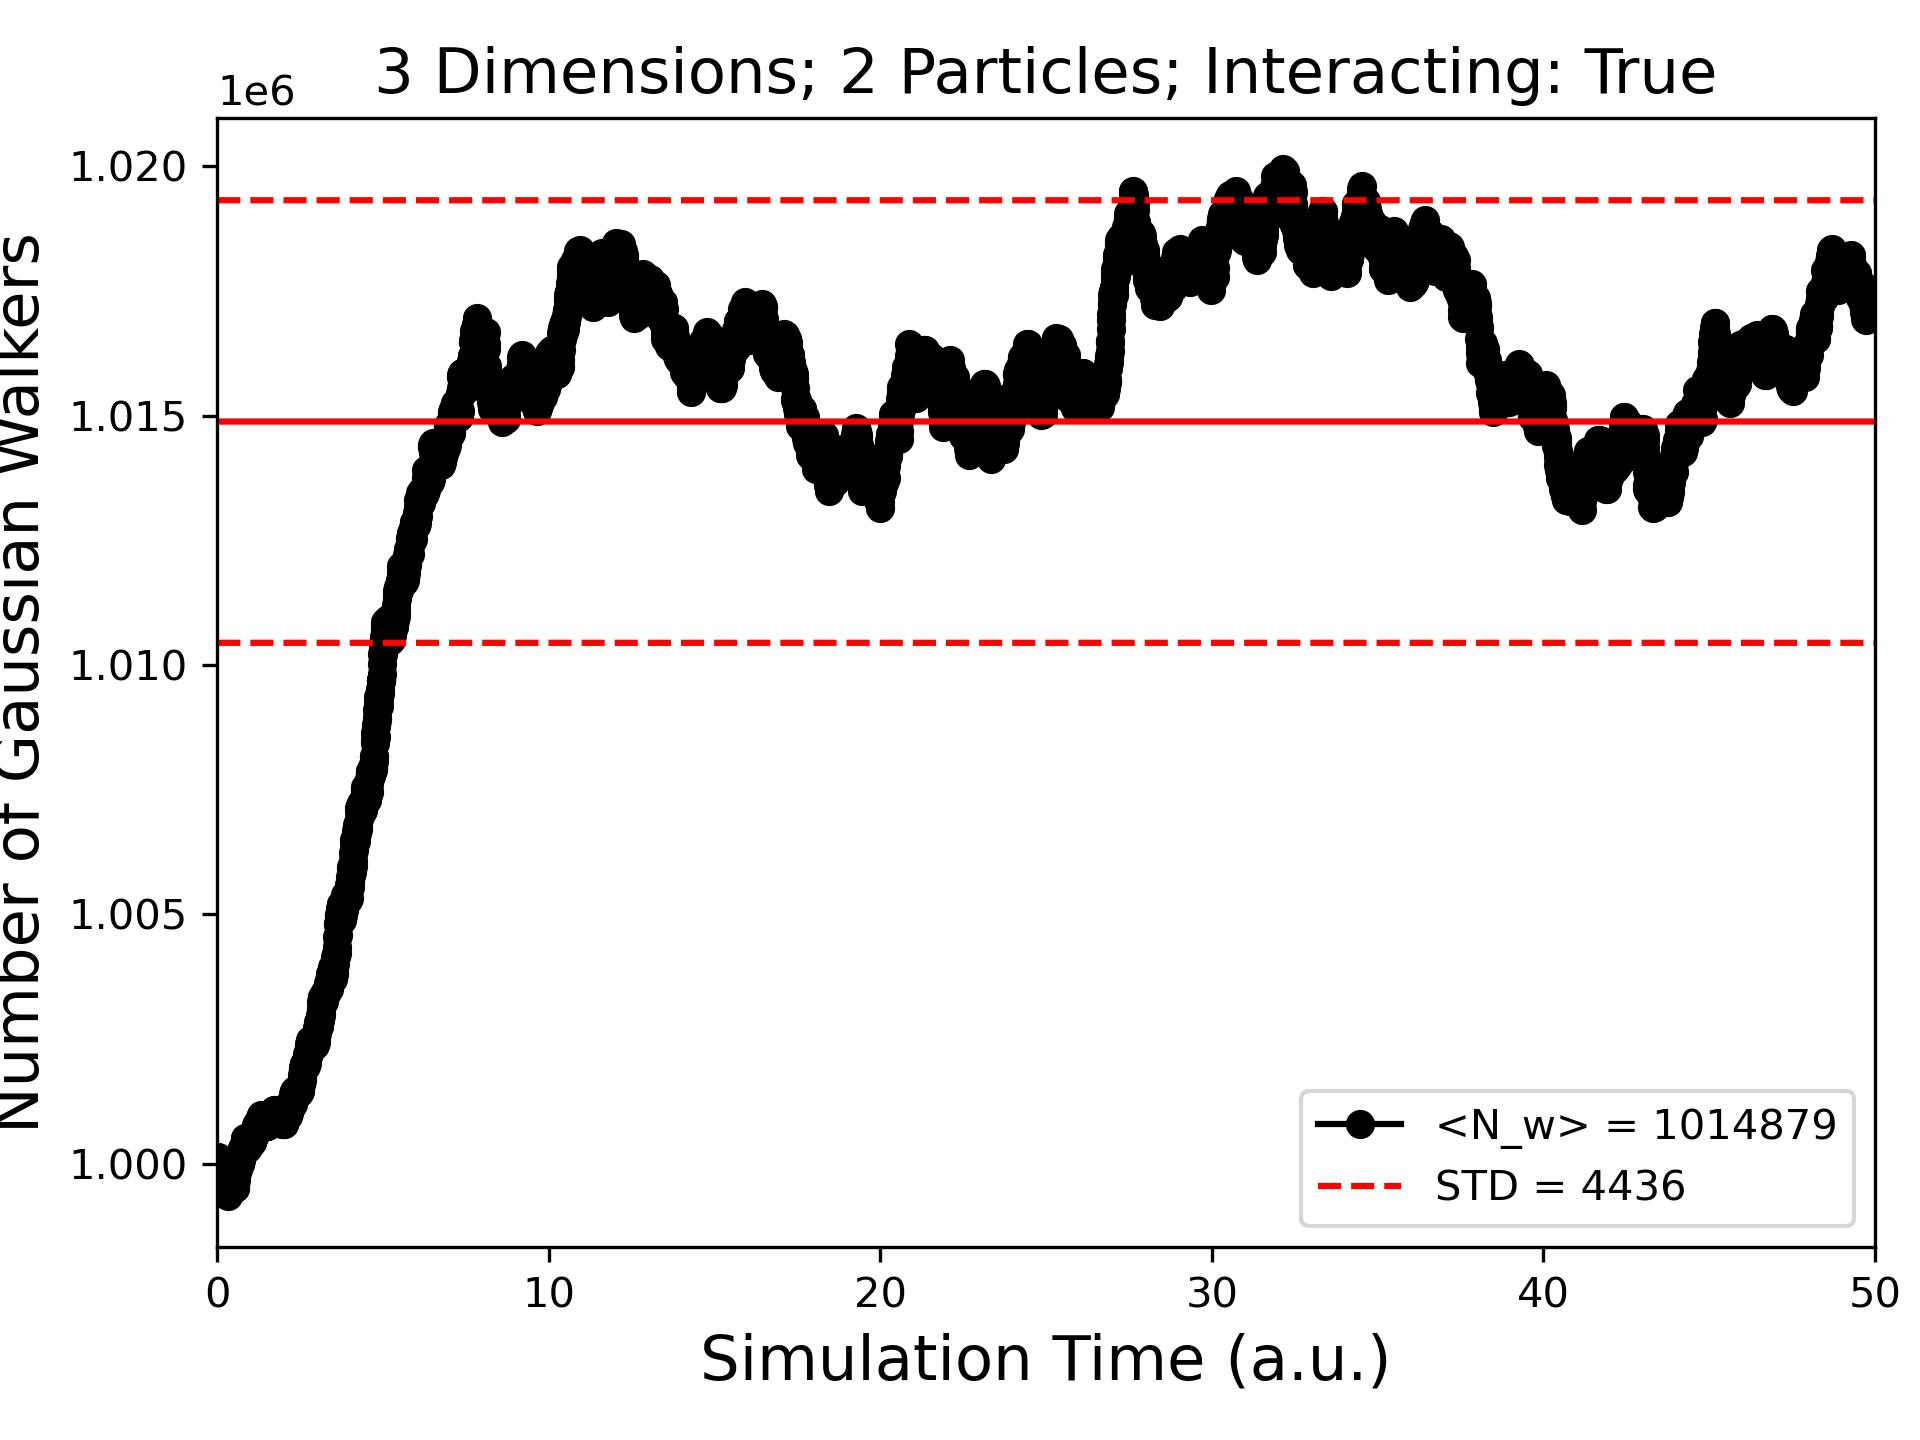 3 Dimensions; 2 Particles; Interacting: True
1e6
1.020
1.015
1.010
1.005
1.000
Number of Gaussian Walkers
<N_w> = 1014879
STD = 4436
0 10 20 30 40 50
Simulation Time (a.u.)